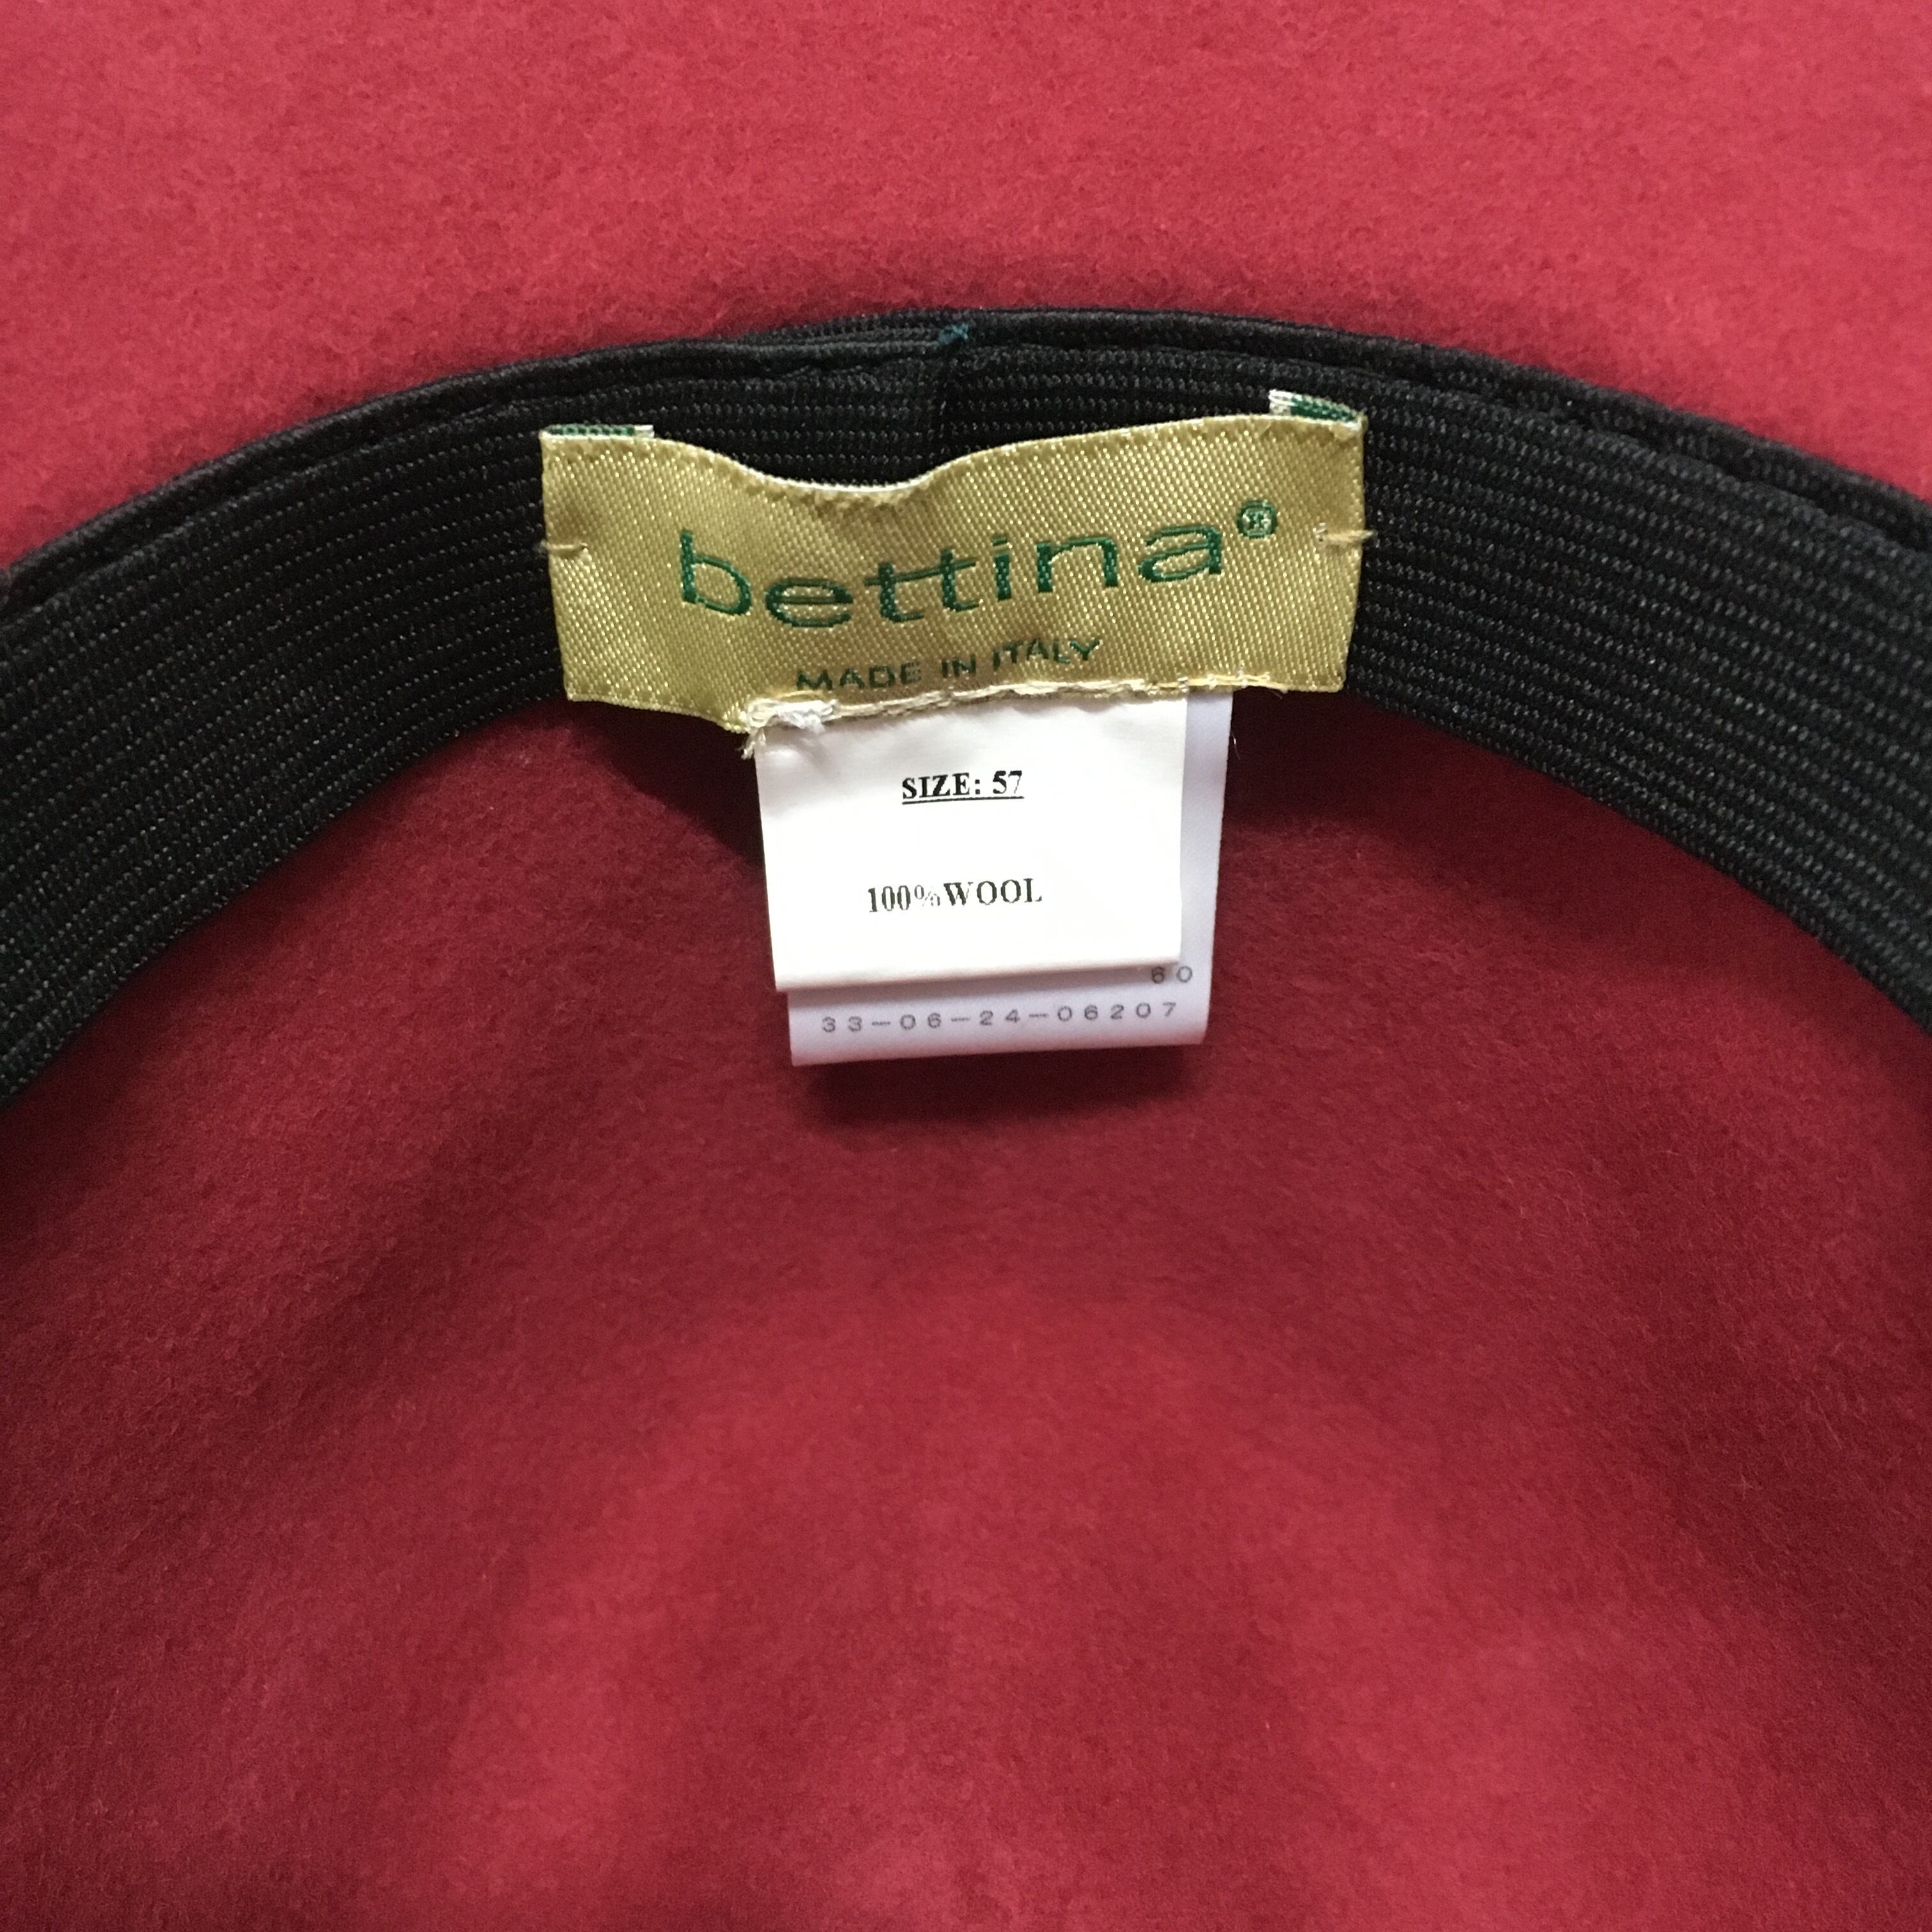 bettina®
MADE IN ITALY
SIZE: 57
100%WOOL
60
33-06-24-06207